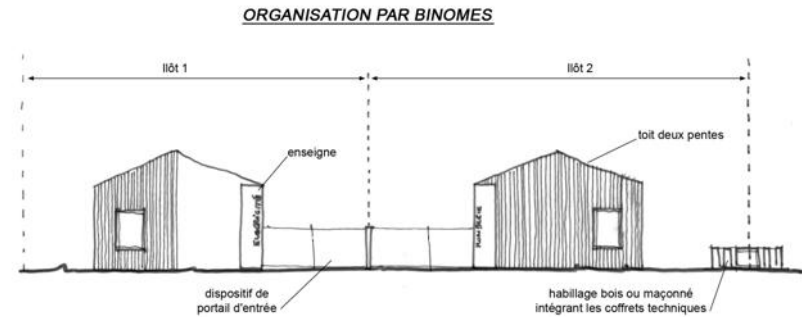 ORGANISATION PAR BINOMES
Ilôt 1
Ilôt 2
enseigne
toit deux pentes
dispositif de
portail d'entrée
habillage bois ou maçonné
intégrant les coffrets techniques